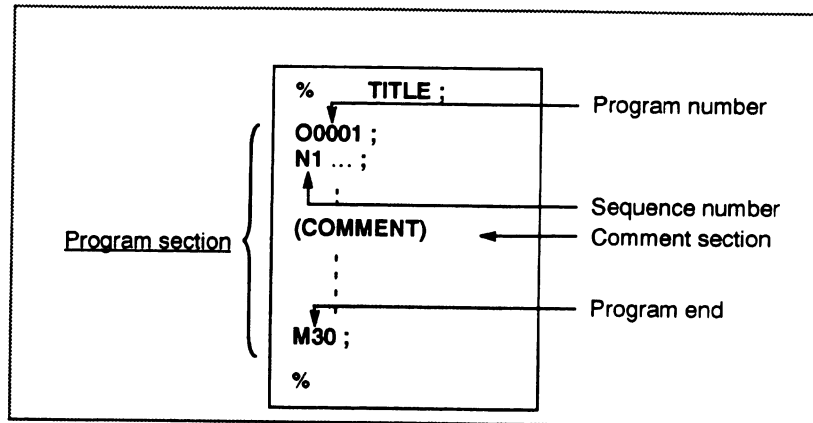 % TITLE ;
Program number
O0001 ;
N1 ... ;
Sequence number
(COMMENT)
Comment section
Program section
Program end
M30 ;
%